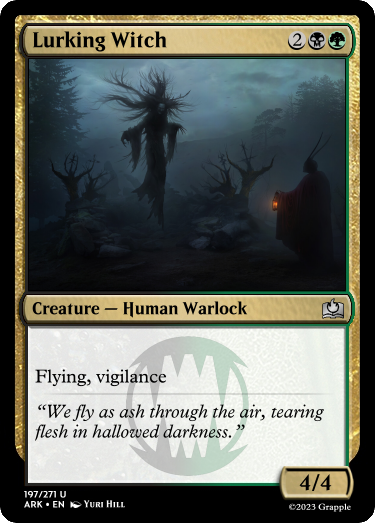 Lurking Witch 2
Creature — Human Warlock
Flying, vigilance
“We fly as ash through the air, tearing
flesh in hallowed darkness.”
4/4
197/271 U
ARK • EN Yuri Hill
©2023 Grapple